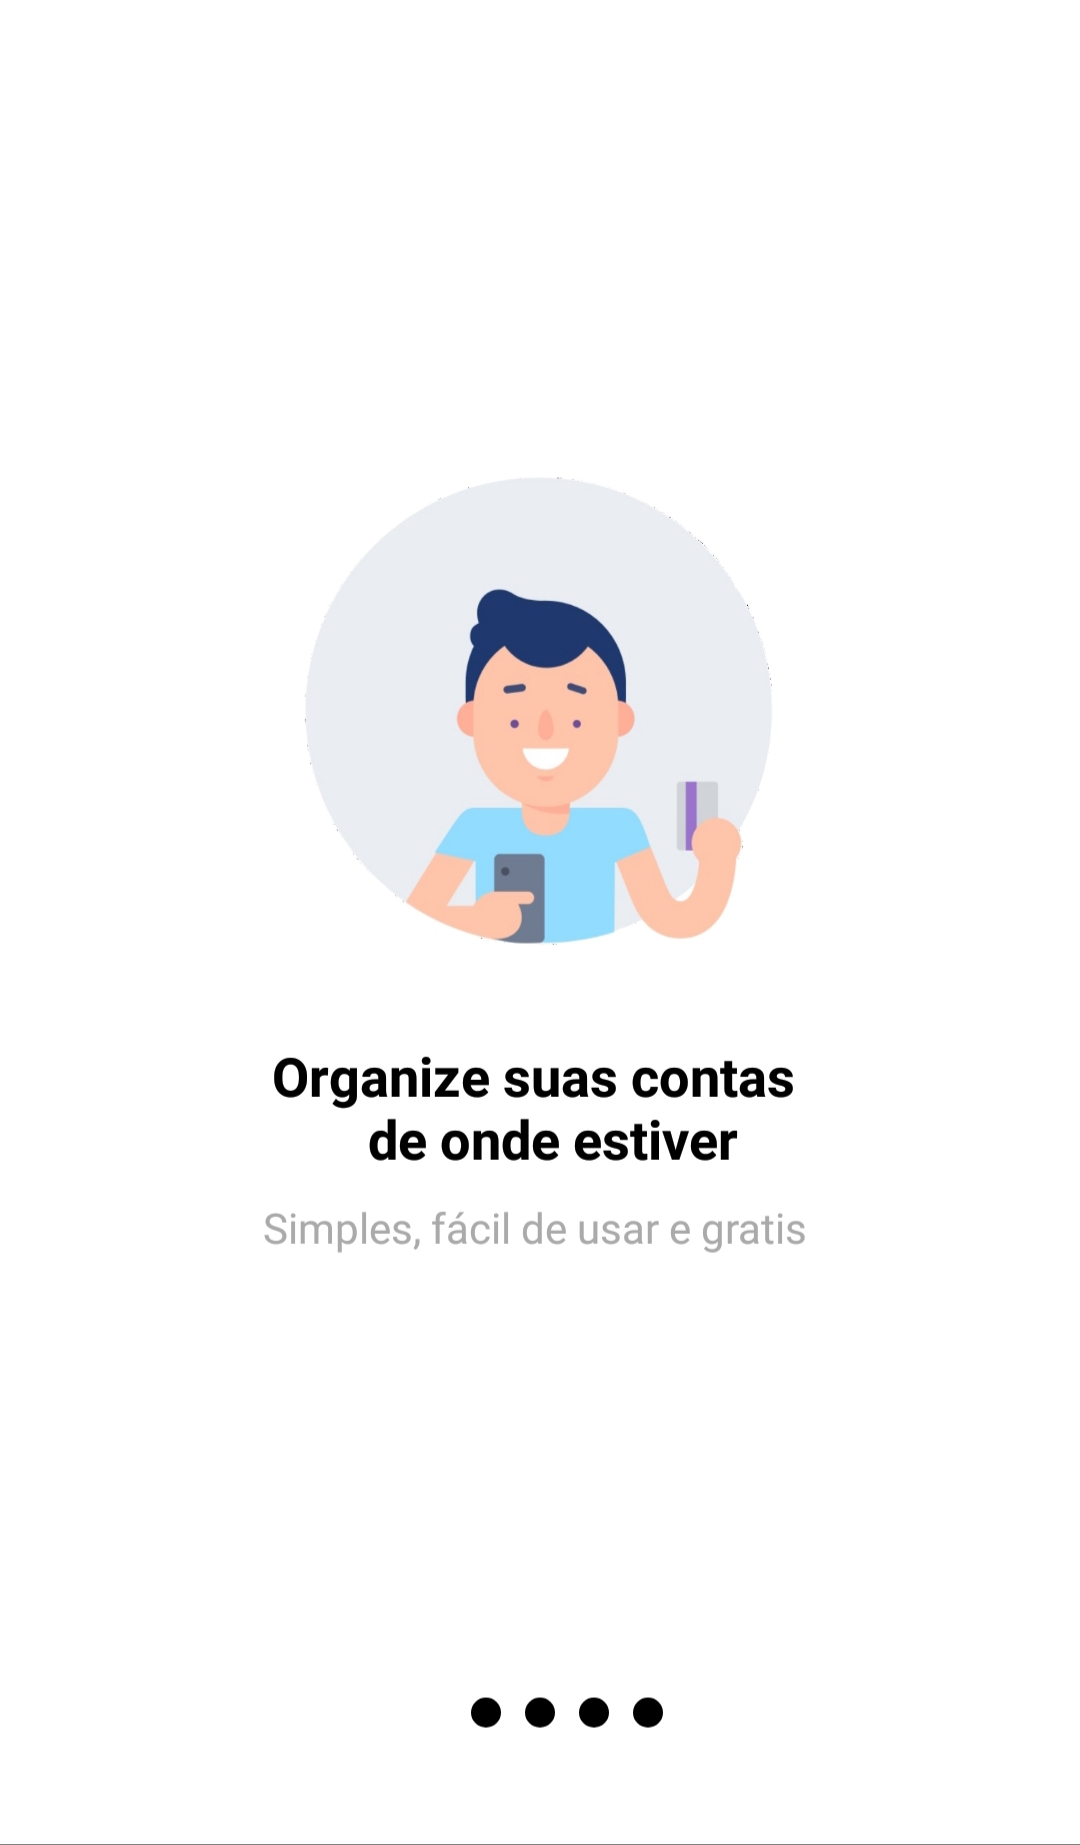 Organize suas contas
de onde estiver
Simples, fácil de usar e gratis